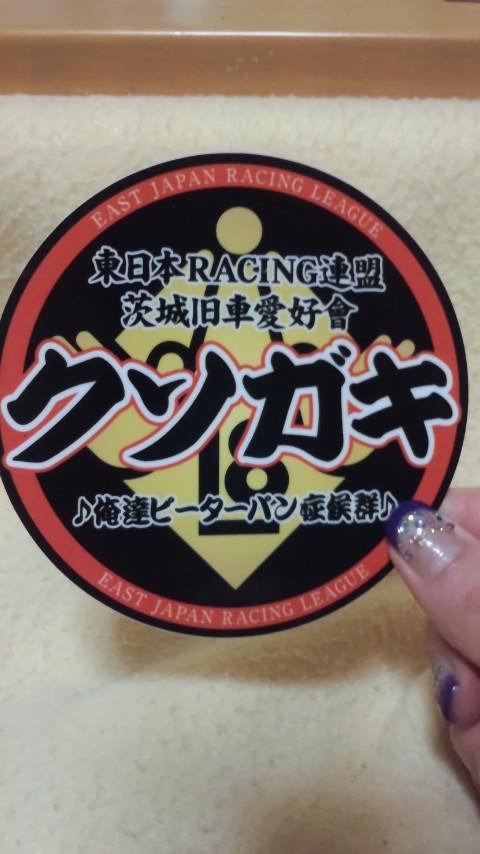 EAST JAPAN RACING LEAGUE
東日本RACING連盟
茨城旧車愛好會
クソガキ
♪俺達ピーターパン症候群♪
EAST JAPAN RACING LEAGUE